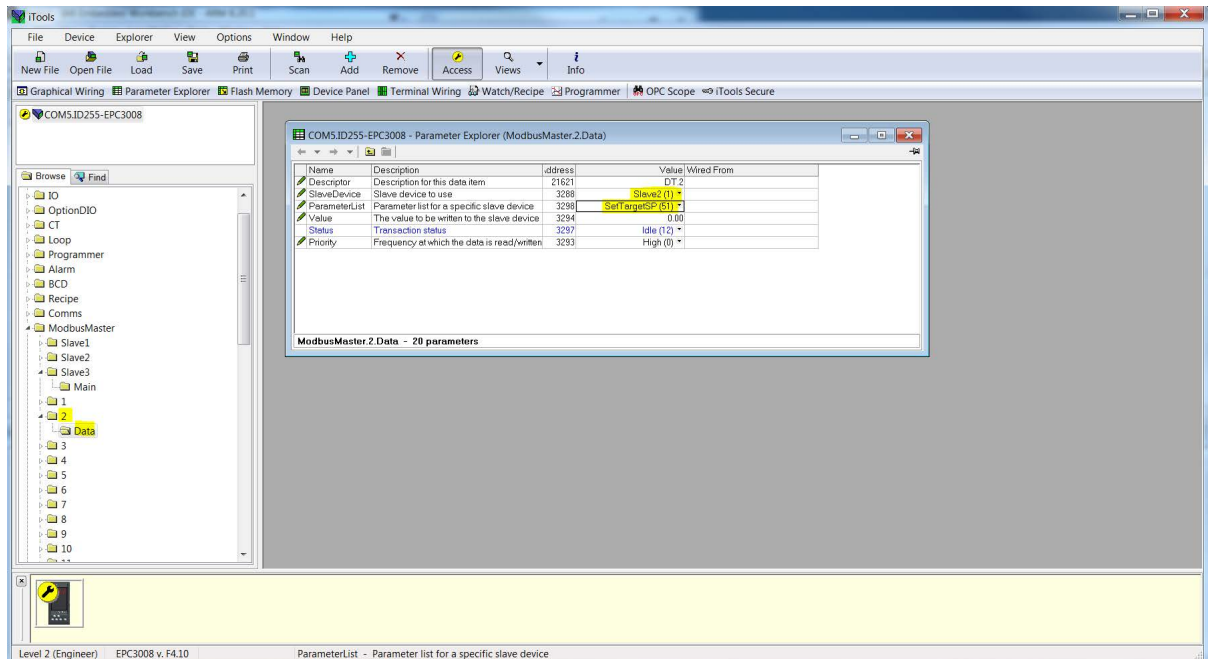 iTools
File Device Explorer View Options Window Help
New File Open File Load Save Print Scan Add Remove Access Views Info
Graphical Wiring Parameter Explorer Flash Memory Device Panel Terminal Wiring Watch/Recipe Programmer OPC Scope iTools Secure
COM5.ID255-EPC3008
Browse Find
IO
OptionDIO
CT
Loop
Programmer
Alarm
BCD
Recipe
Comms
ModbusMaster
Slave1
Slave2
Slave3
Main
1
2
Data
3
4
5
6
7
8
9
10
COM5.ID255-EPC3008 - Parameter Explorer (ModbusMaster.2.Data)
Name Description ddress Value Wired From
Descriptor Description for this data item 21621 DT 2
SlaveDevice Slave device to use 3288 Slave2 (1)
ParameterList Parameter list for a specific slave device 3298 SetTargetSP (51)
Value The value to be written to the slave device 3294 0.00
Status Transaction status 3297 Idle (12)
Priority Frequency at which the data is read/written 3293 High (0)
ModbusMaster.2.Data - 20 parameters
Level 2 (Engineer) EPC3008 v. F4.10 ParameterList - Parameter list for a specific slave device